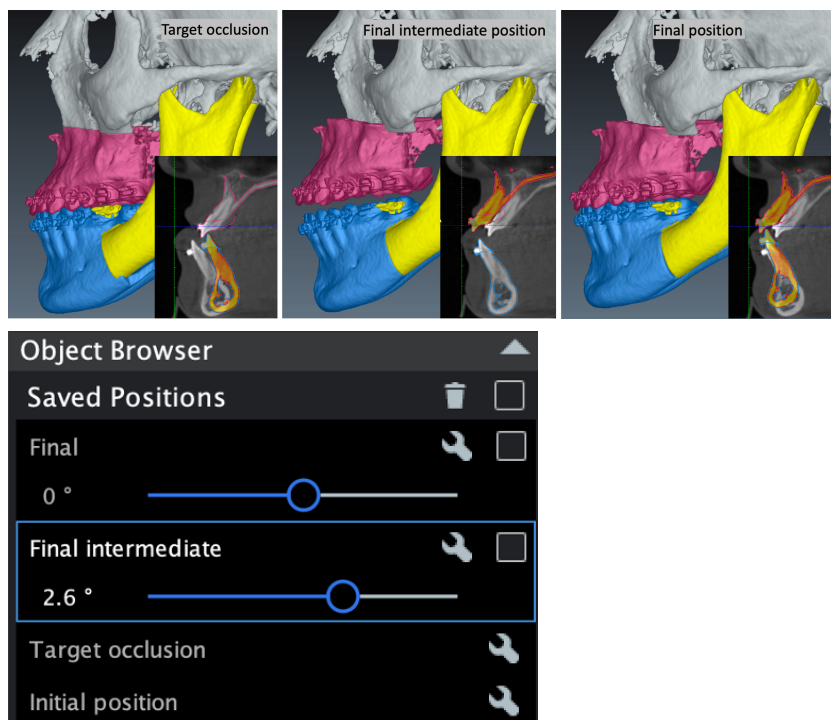 Target occlusion
Final intermediate position
Final position
Object Browser
Saved Positions
Final
0 °
Final intermediate
2.6 °
Target occlusion
Initial position